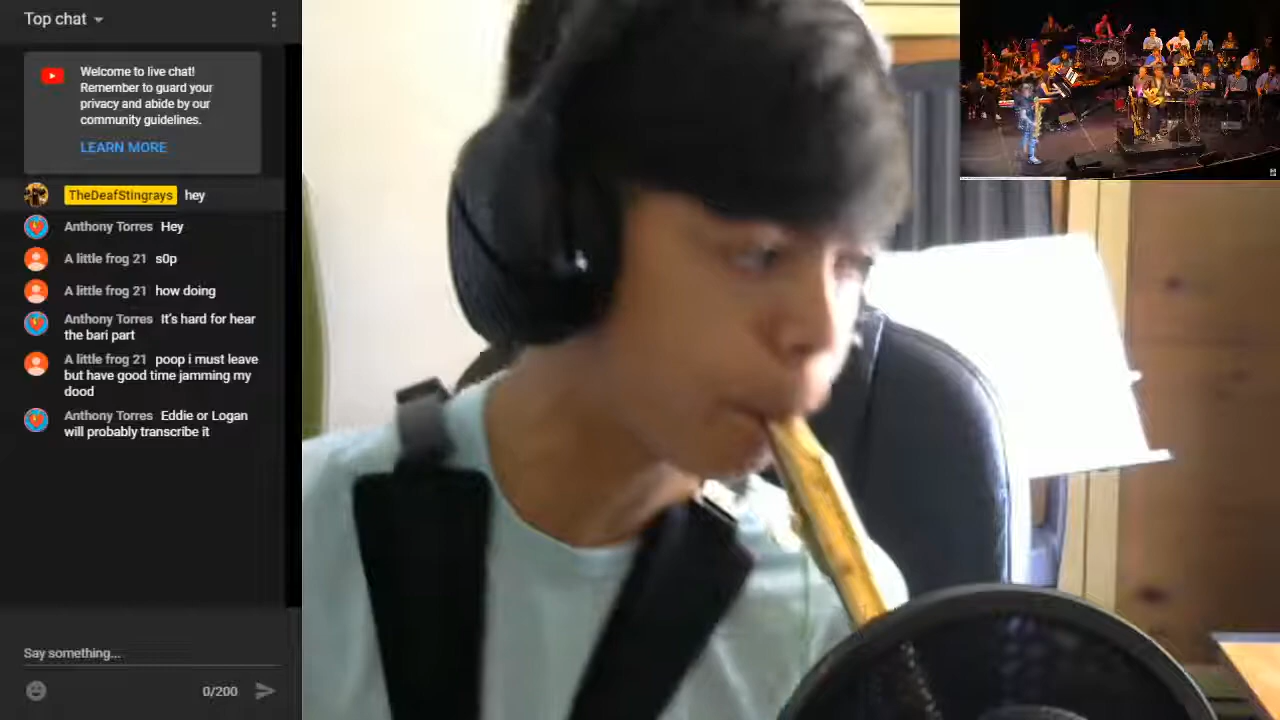 Top chat
Welcome to live chat!
Remember to guard your
privacy and abide by our
community guidelines.
LEARN MORE
TheDeafStingrays hey
Anthony Torres Hey
A little frog 21 s0p
A little frog 21 how doing
Anthony Torres It's hard for hear
the bari part
A little frog 21 poop i must leave
but have good time jamming my
dood
Anthony Torres Eddie or Logan
will probably transcribe it
Say something...
0/200